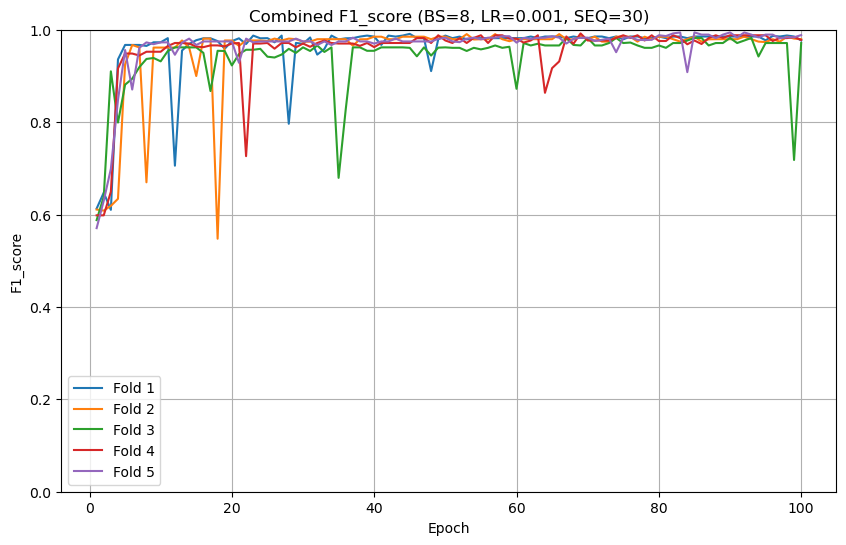 Combined F1_score (BS=8, LR=0.001, SEQ=30)
1.0
0.8
0.6
0.4
0.2
0.0
F1_score
Fold 1
Fold 2
Fold 3
Fold 4
Fold 5
0 20 40 60 80 100
Epoch